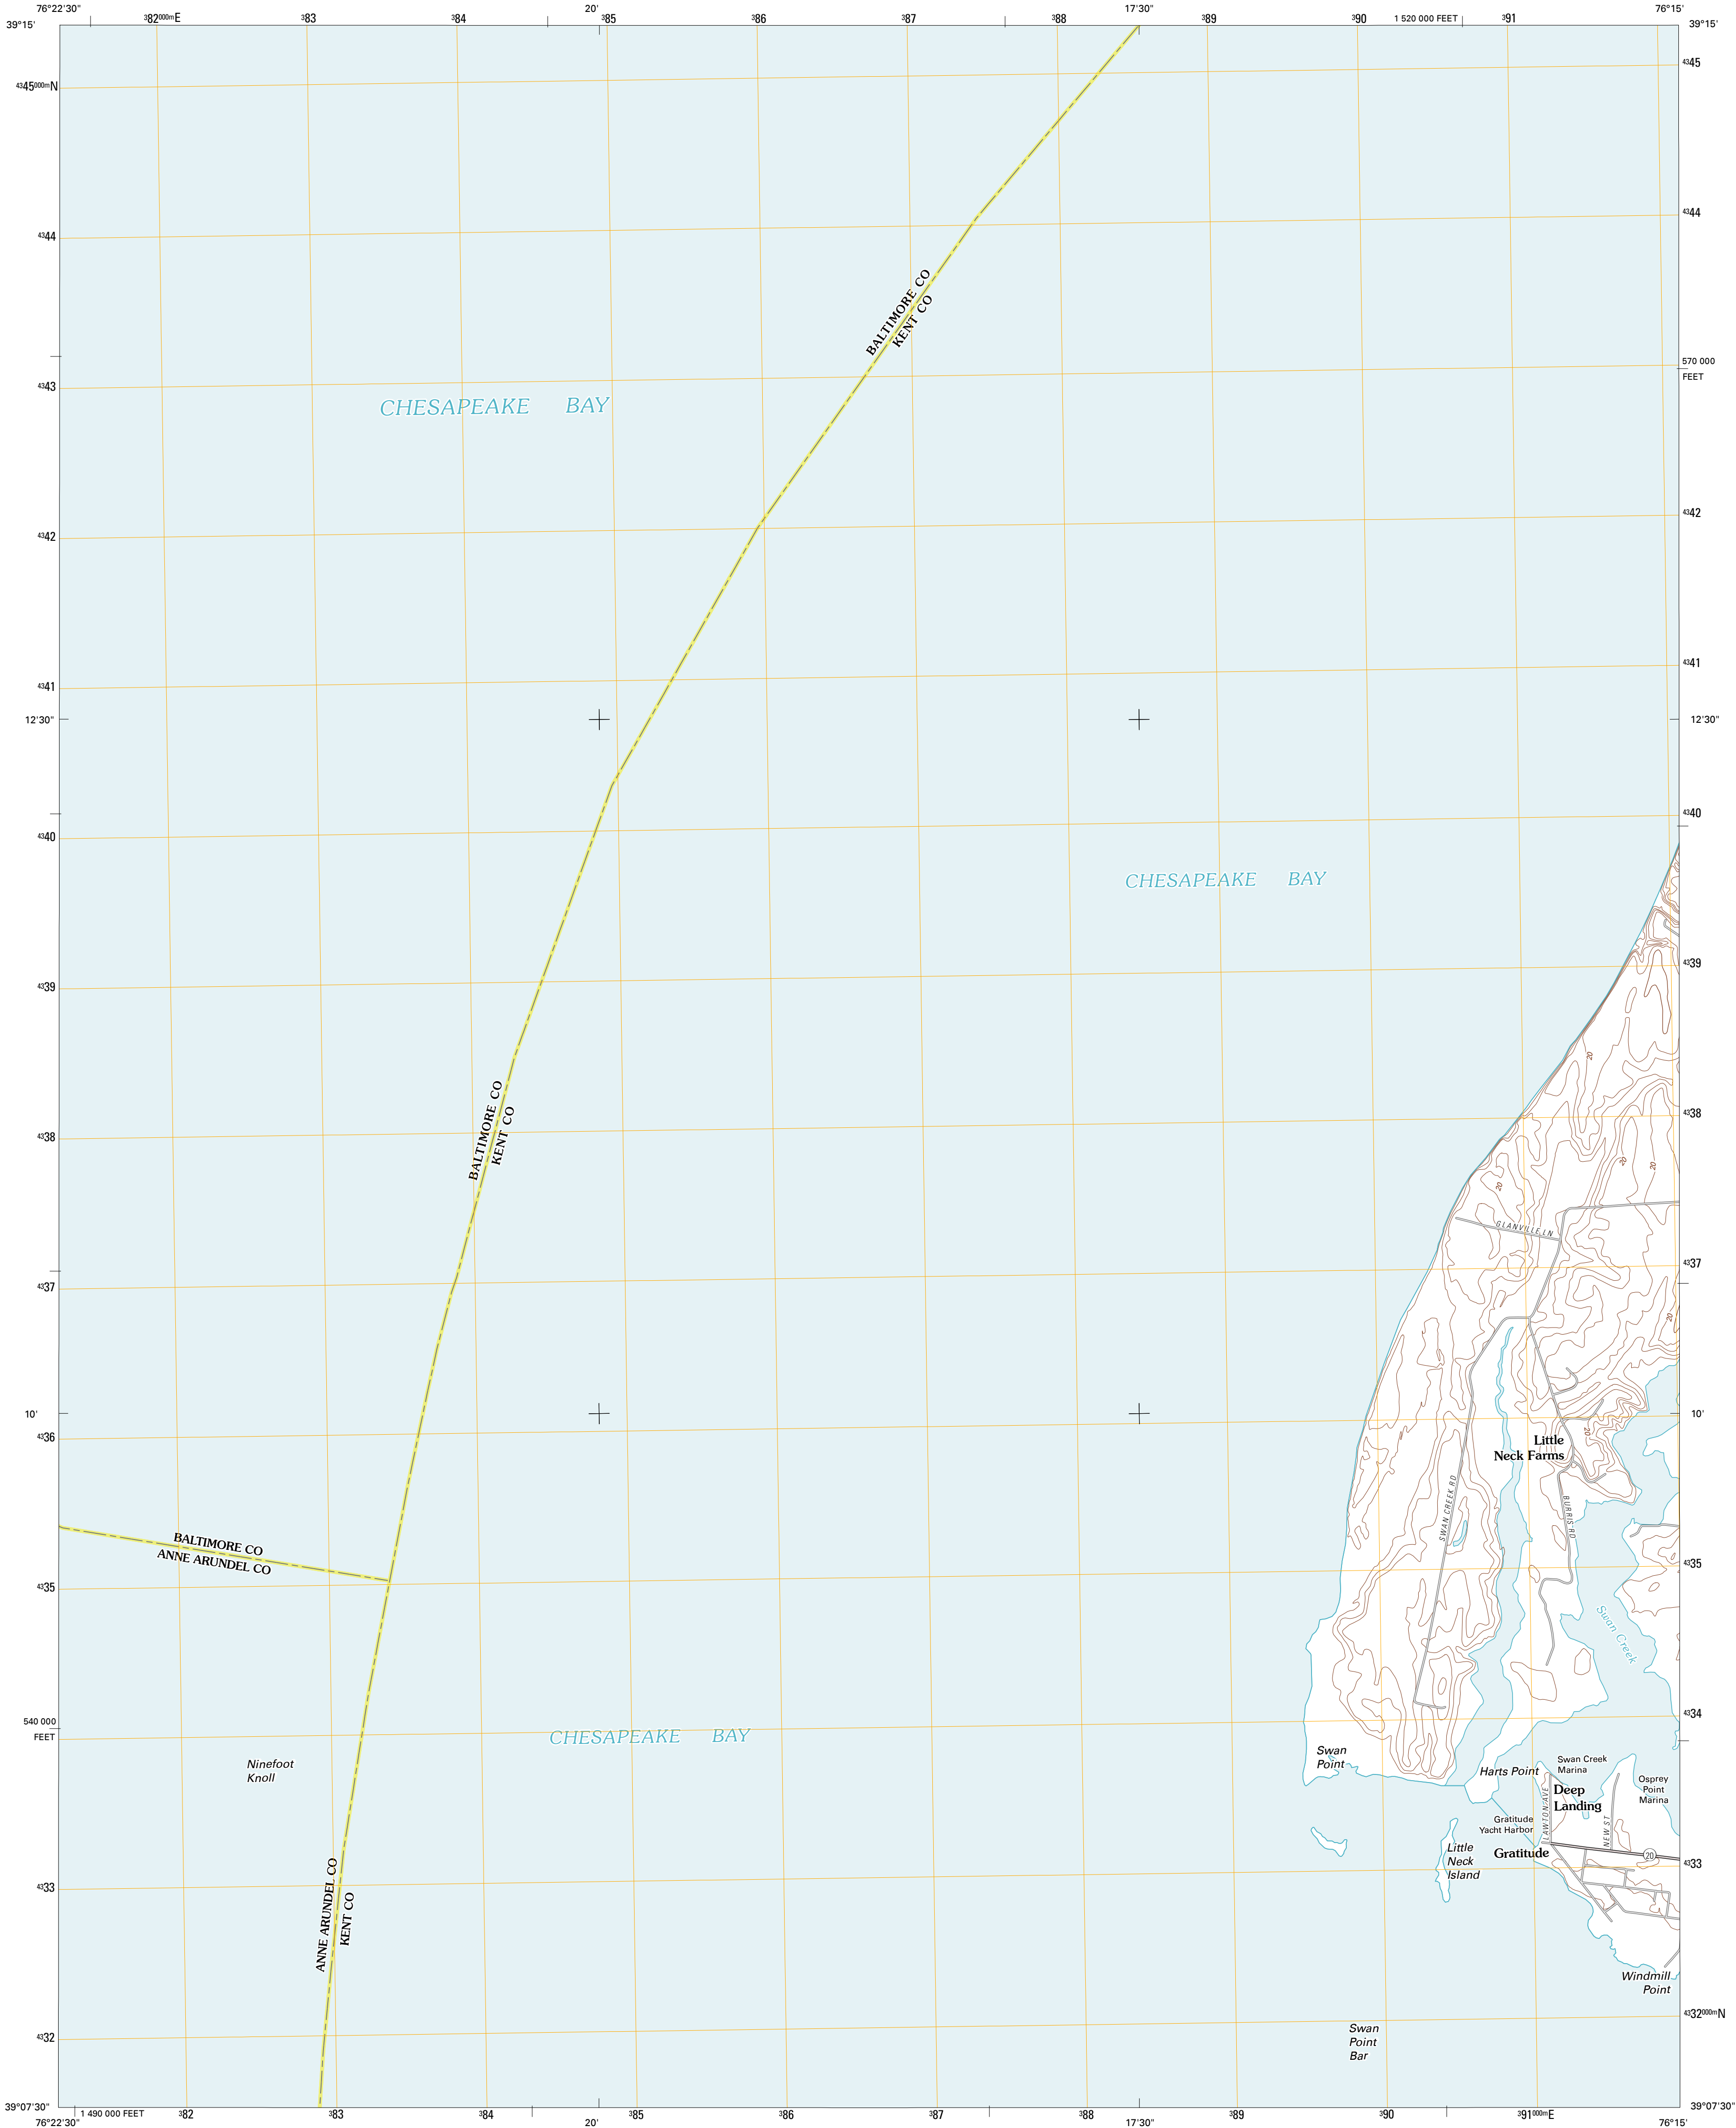 76°22'30" 382000mE 383 384 20' 385 386 387 388 17'30" 389 390 1 520 000 FEET 391 76°15'
39°15' 39°15'
4345
4345000mN
4344
4344
BALTIMORE CO
KENT CO
570 000
FEET
4343
CHESAPEAKE BAY
4342
4342
4341
4341
12'30" 12'30"
4340
4340
CHESAPEAKE BAY
4339
4339
20
BALTIMORE CO
KENT CO
4338
4338
20
20
20
GLANVILLE LN
4337
4337
20
10' 10'
4336
20
Little
Neck Farms
SWAN CREEK RD
BURRIS RD
BALTIMORE CO
ANNE ARUNDEL CO
4335
4335
Swan Creek
4334
540 000
FEET
CHESAPEAKE BAY
Ninefoot
Knoll
Swan
Point
Harts Point
Swan Creek
Marina
Osprey
Point
Marina
Deep
Landing
LAWTON AVE
NEW ST
Gratitude
Yacht Harbor
Gratitude
Little
Neck
Island
20
4333
4333
ANNE ARUNDEL CO
KENT CO
Windmill
Point
4332000mN
4332
Swan
Point
Bar
39°07'30" 39°07'30"
76°22'30" 1 490 000 FEET 382 383 384 20' 385 386 387 388 17'30" 389 390 391000mE 76°15'